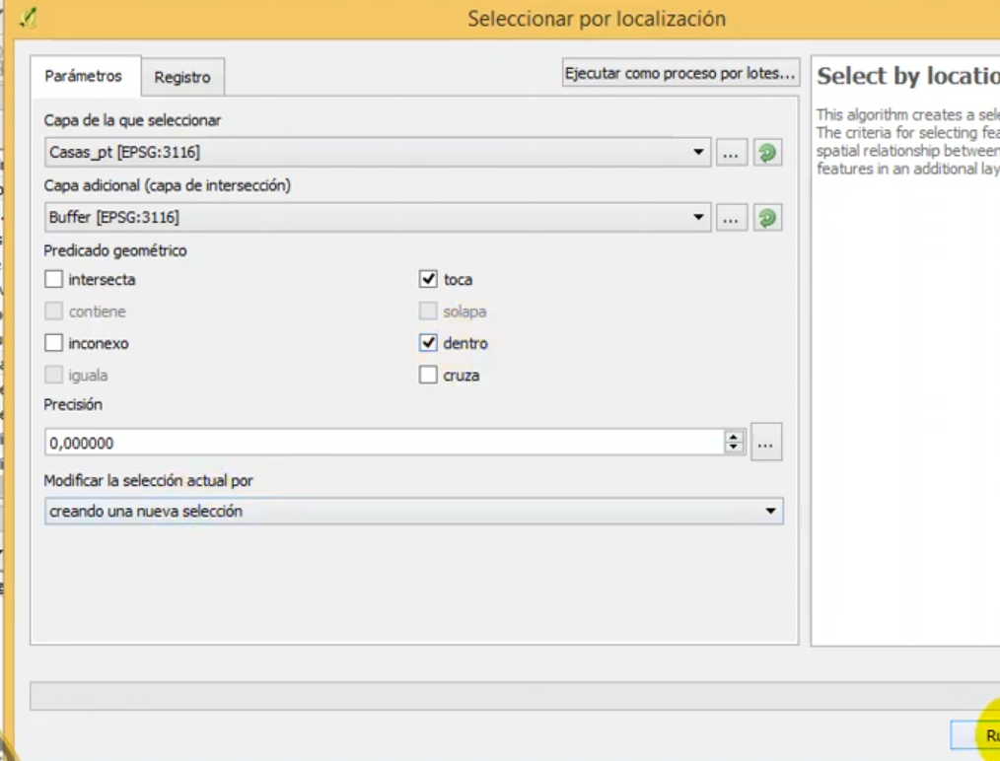 Seleccionar por localización
Parámetros
Registro
Ejecutar como proceso por lotes...
Capa de la que seleccionar
Casas_pt [EPSG:3116]
...
Capa adicional (capa de intersección)
Buffer [EPSG:3116]
...
Predicado geométrico
intersecta
toca
contiene
solapa
inconexo
dentro
iguala
cruza
Precisión
0,000000
...
Modificar la selección actual por
creando una nueva selección
Select by locatio
This algorithm creates a sele
The criteria for selecting fea
spatial relationship between
features in an additional lay
Ru